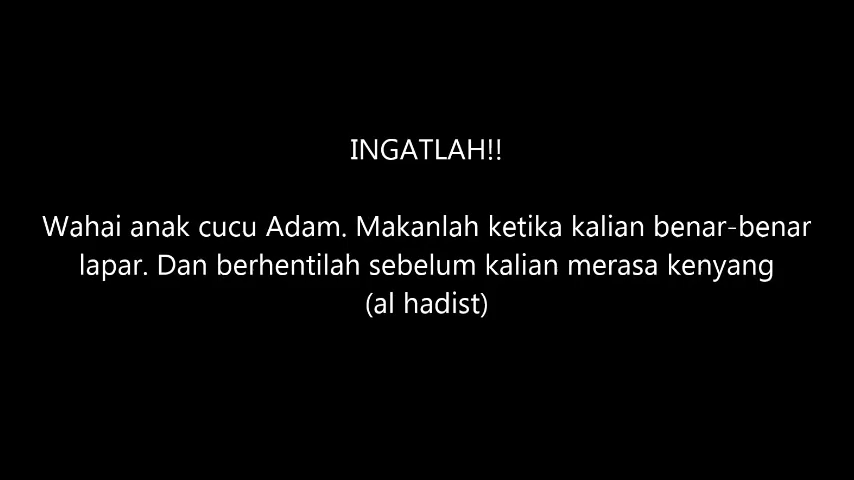 INGATLAH!!
Wahai anak cucu Adam. Makanlah ketika kalian benar-benar
lapar. Dan berhentilah sebelum kalian merasa kenyang
(al hadist)